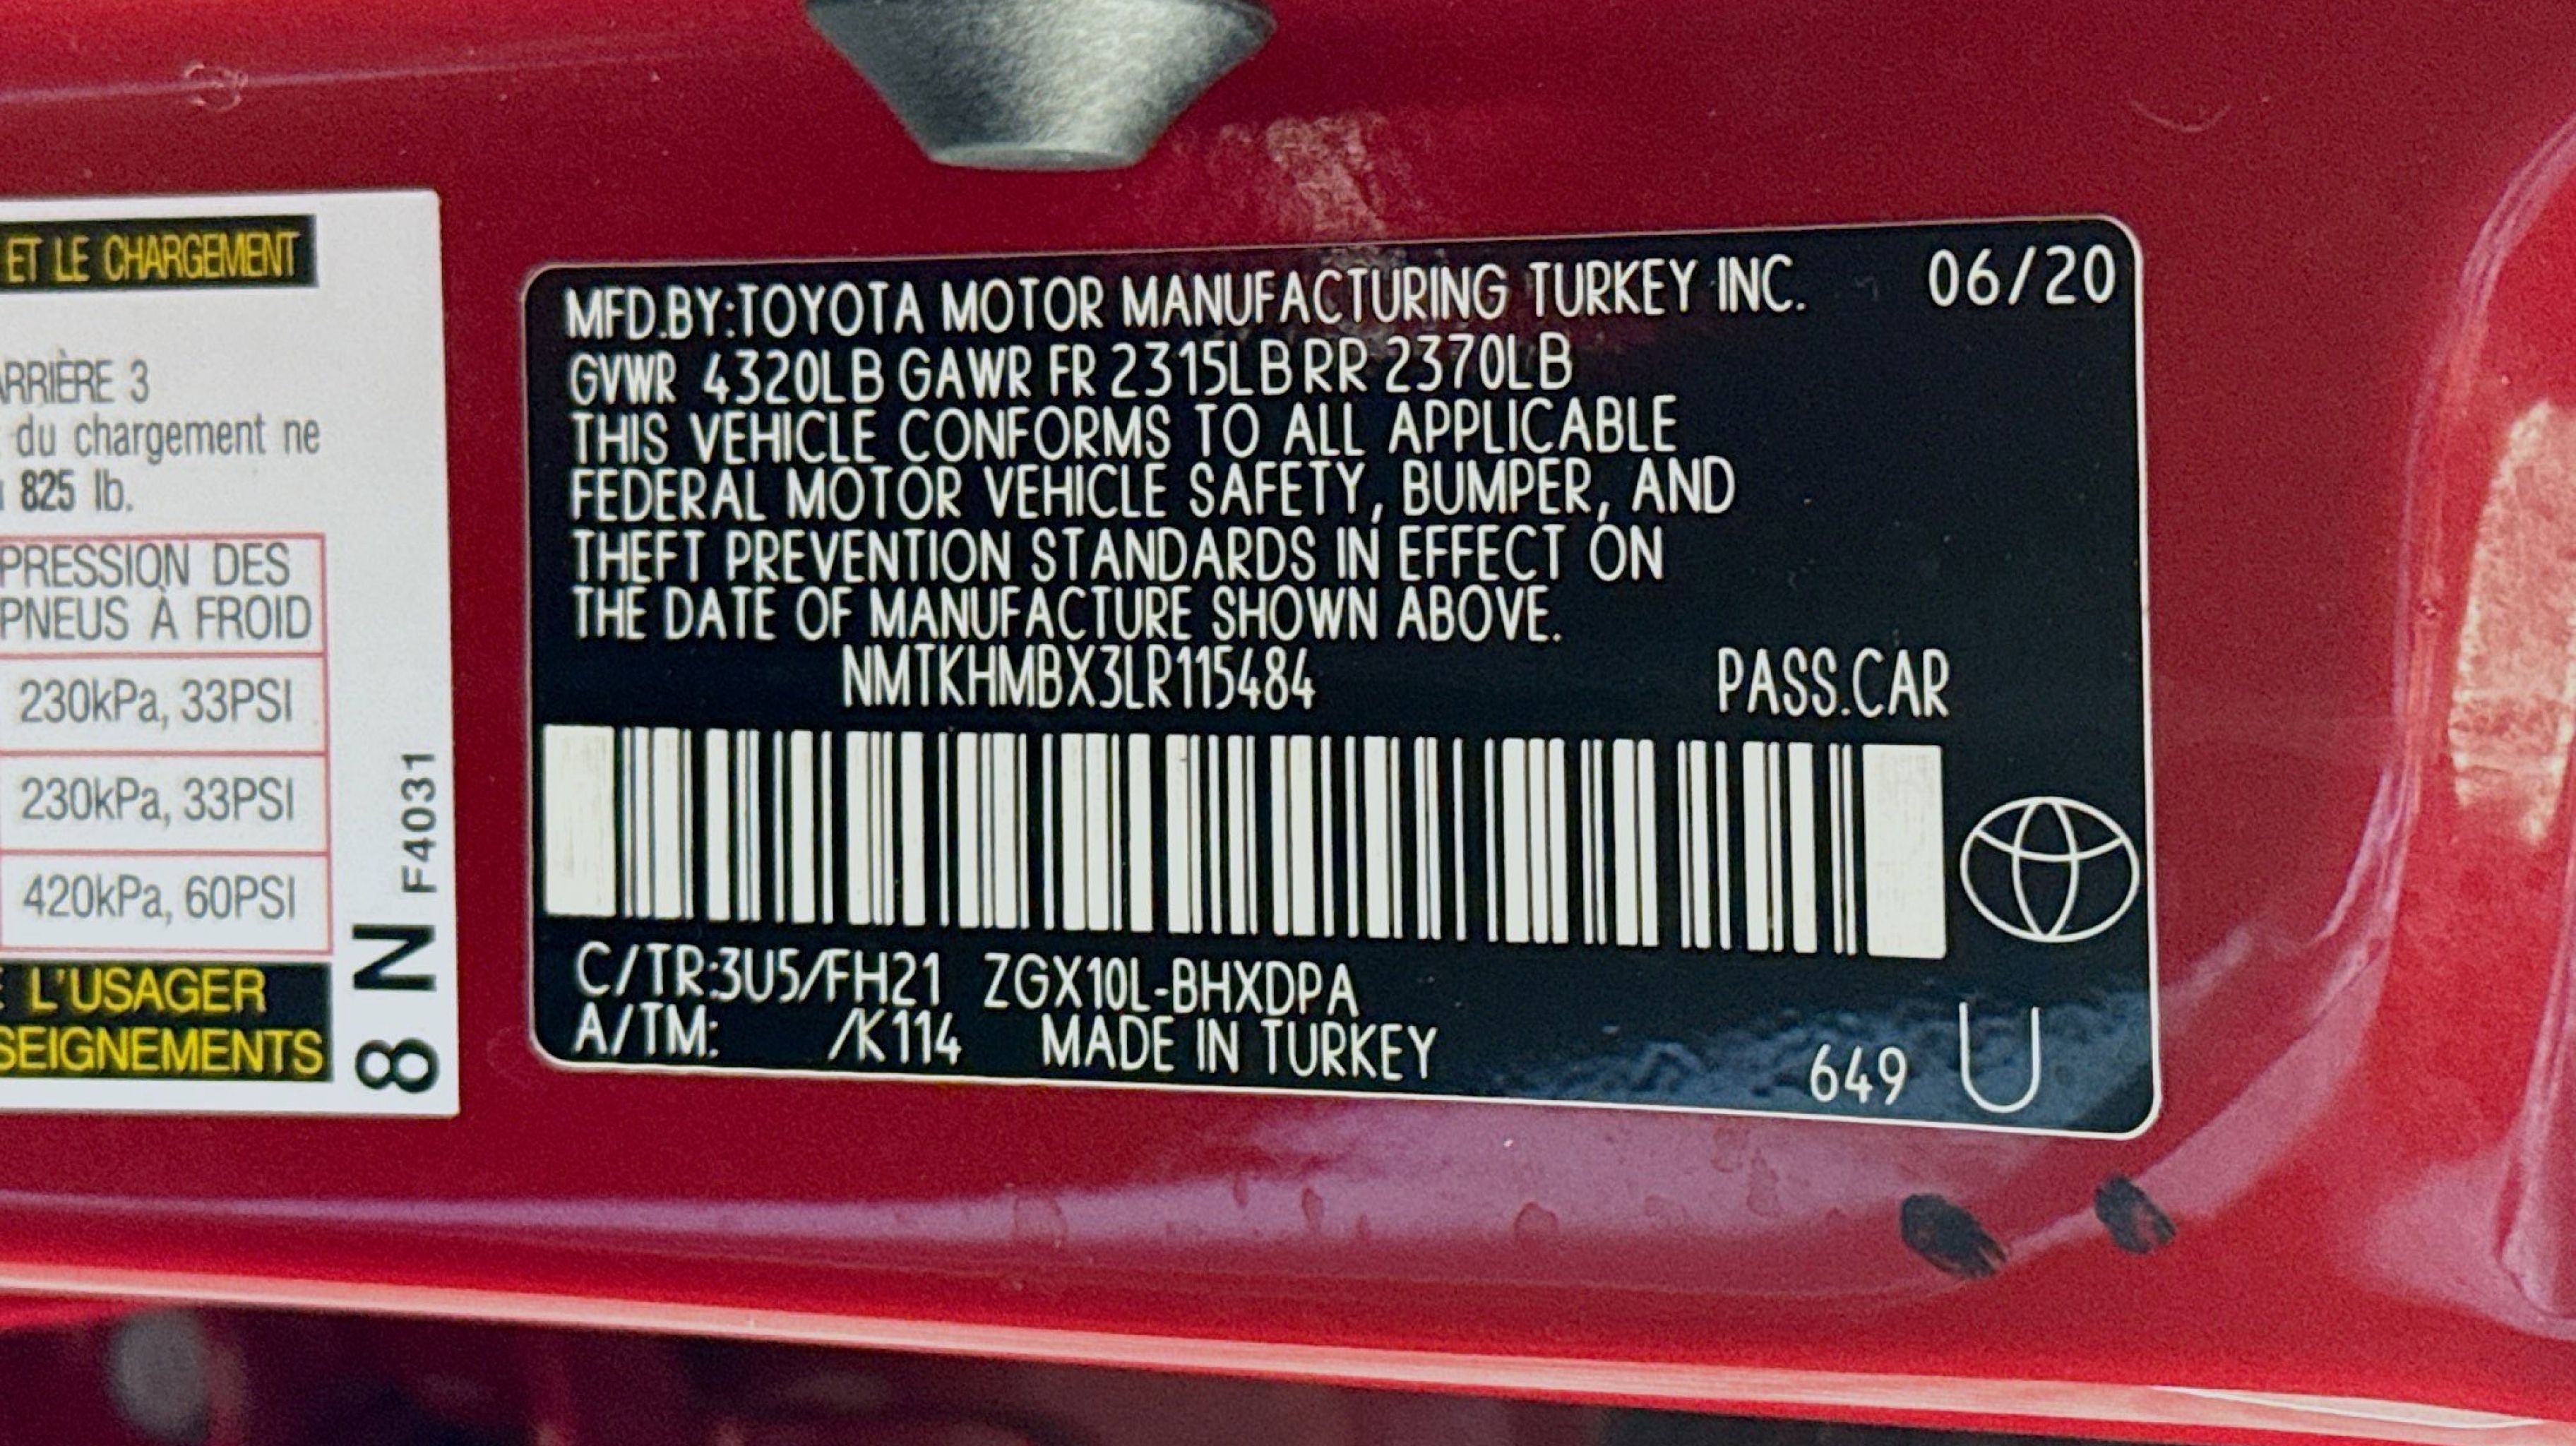 ET LE CHARGEMENT
ARRIÈRE 3
du chargement ne
825 lb.
PRESSION DES
PNEUS À FROID
230kPa, 33PSI
230kPa, 33PSI
420kPa, 60PSI
L'USAGER
SEIGNEMENTS
8 N F4031
MFD.BY:TOYOTA MOTOR MANUFACTURING TURKEY INC. 06/20
GVWR 4320LB GAWR FR 2315LB RR 2370LB
THIS VEHICLE CONFORMS TO ALL APPLICABLE
FEDERAL MOTOR VEHICLE SAFETY, BUMPER, AND
THEFT PREVENTION STANDARDS IN EFFECT ON
THE DATE OF MANUFACTURE SHOWN ABOVE.
NMTKHMBX3LR115484 PASS.CAR
C/TR:3U5/FH21 ZGX10L-BHXDPA
A/TM: /K114 MADE IN TURKEY
649 U